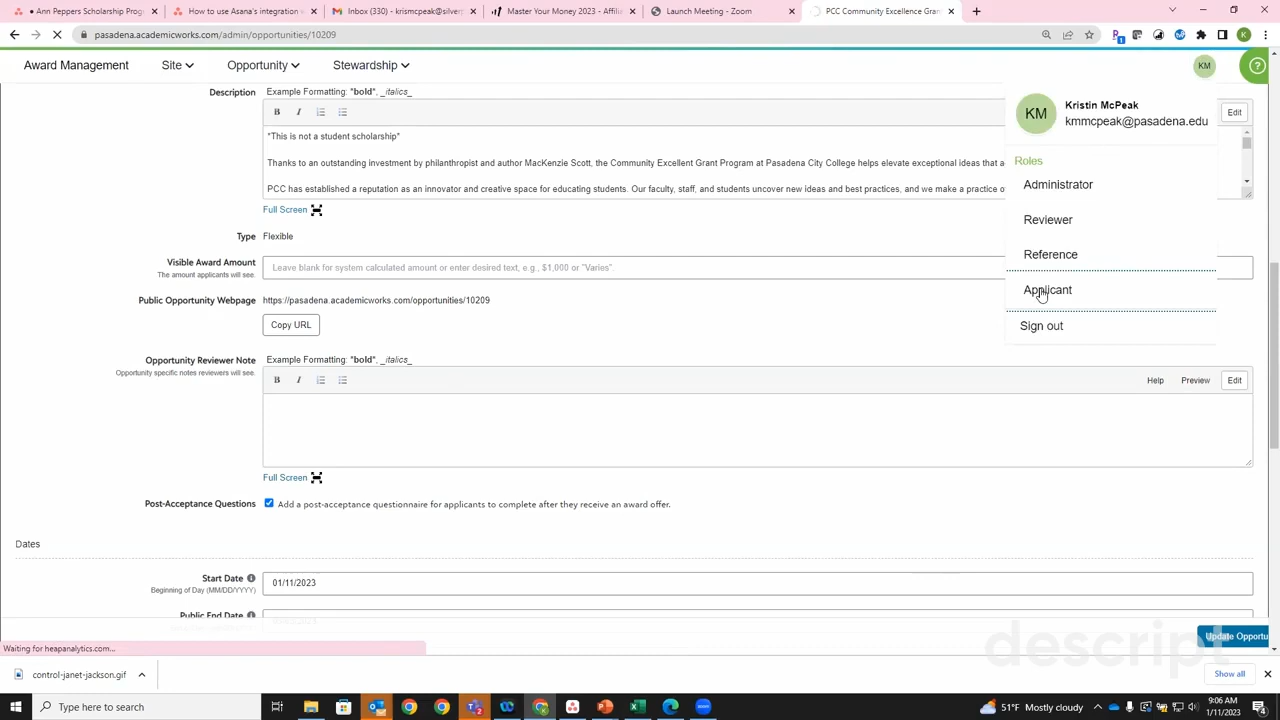 Ann Peppers Scholarship Prog
How to use Asana's integration w
Inbox (330) - krismcpeak@silverp
Master Your Money 2023 - Affilia
Launch Meeting - Zoom
PCC Community Excellence Gran
pasadena.academicworks.com/admin/opportunities/10209
Award Management
Site
Opportunity
Stewardship
KM
?
Description
Example Formatting: *bold*, _italics_
B I
Edit
*This is not a student scholarship*
Thanks to an outstanding investment by philanthropist and author MacKenzie Scott, the Community Excellent Grant Program at Pasadena City College helps elevate exceptional ideas that a
PCC has established a reputation as an innovator and creative space for educating students. Our faculty, staff, and students uncover new ideas and best practices, and we make a practice o
Full Screen
KM
Kristin McPeak
kmmcpeak@pasadena.edu
Roles
Administrator
Reviewer
Reference
Applicant
Sign out
Type
Flexible
Visible Award Amount
The amount applicants will see.
Leave blank for system calculated amount or enter desired text, e.g., $1,000 or "Varies"
Public Opportunity Webpage
https://pasadena.academicworks.com/opportunities/10209
Copy URL
Opportunity Reviewer Note
Opportunity specific notes reviewers will see.
Example Formatting: *bold*, _italics_
B I
Help
Preview
Edit
Full Screen
Post-Acceptance Questions
Add a post-acceptance questionnaire for applicants to complete after they receive an award offer.
Dates
Start Date
Beginning of Day (MM/DD/YYYY)
01/11/2023
Public End Date
Update Opportu
descript
Waiting for heapanalytics.com...
control-janet-jackson.gif
Show all
Type here to search
51°F Mostly cloudy
9:06 AM
1/11/2023